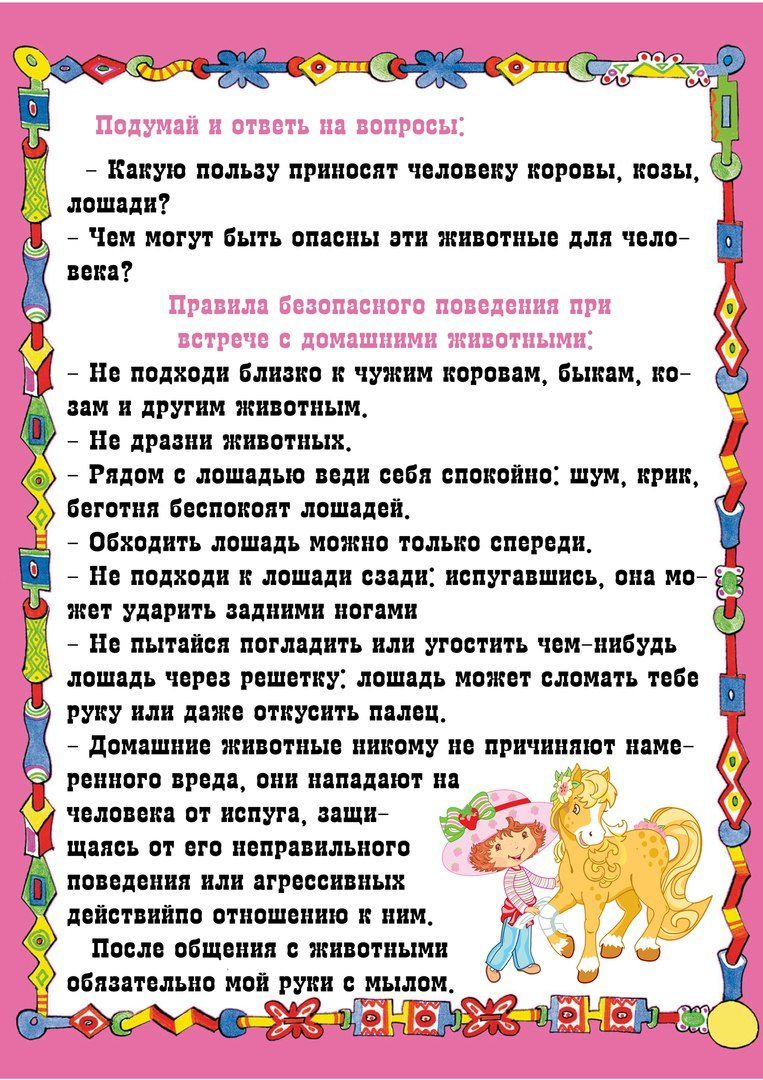 Подумай и ответь на вопросы:
– Какую пользу приносят человеку коровы, козы,
лошади?
– Чем могут быть опасны эти животные для чело-
века?
Правила безопасного поведения при
встрече с домашними животными:
– Не подходи близко к чужим коровам, быкам, ко-
зам и другим животным.
– Не дразни животных.
– Рядом с лошадью веди себя спокойно: шум, крик,
беготня беспокоят лошадей.
– Обходить лошадь можно только спереди.
– Не подходи к лошади сзади: испугавшись, она мо-
жет ударить задними ногами
– Не пытайся погладить или угостить чем-нибудь
лошадь через решетку: лошадь может сломать тебе
руку или даже откусить палец.
– Домашние животные никому не причиняют наме-
ренного вреда, они нападают на
человека от испуга, защи-
щаясь от его неправильного
поведения или агрессивных
действийпо отношению к ним.
После общения с животными
обязательно мой руки с мылом.